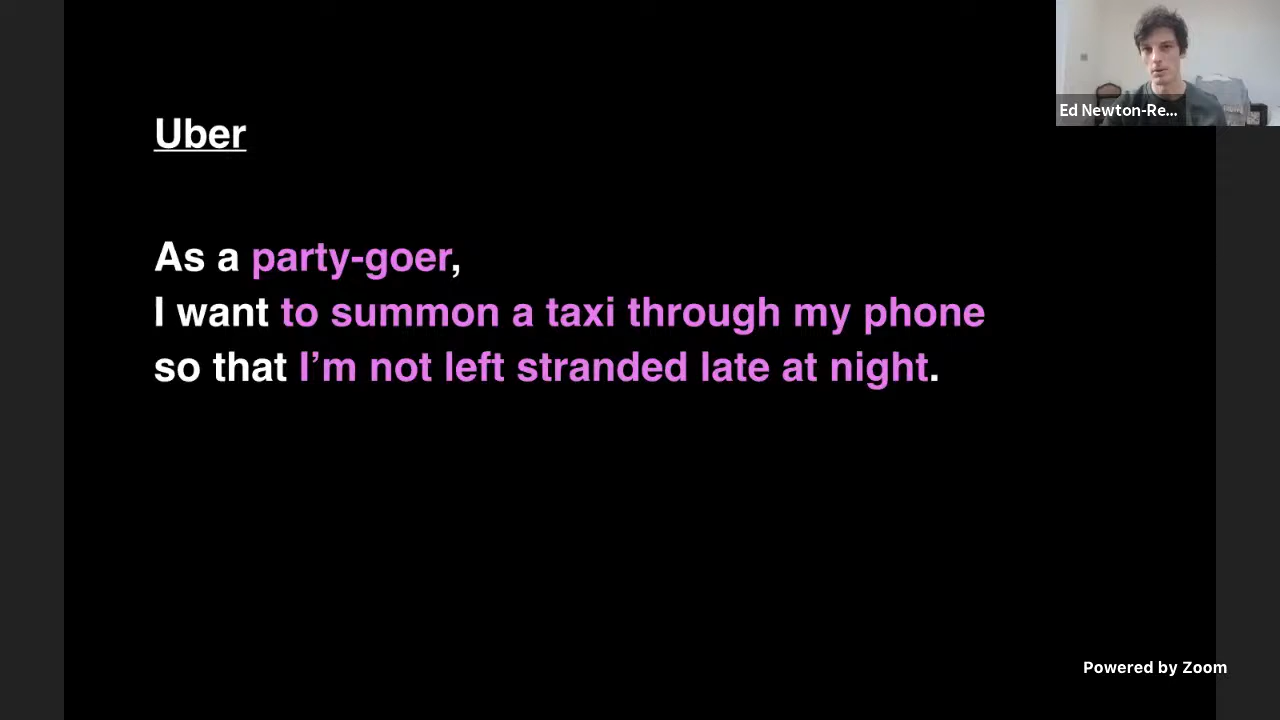 Uber
Ed Newton-Re...
As a party-goer,
I want to summon a taxi through my phone
so that I’m not left stranded late at night.
Powered by Zoom